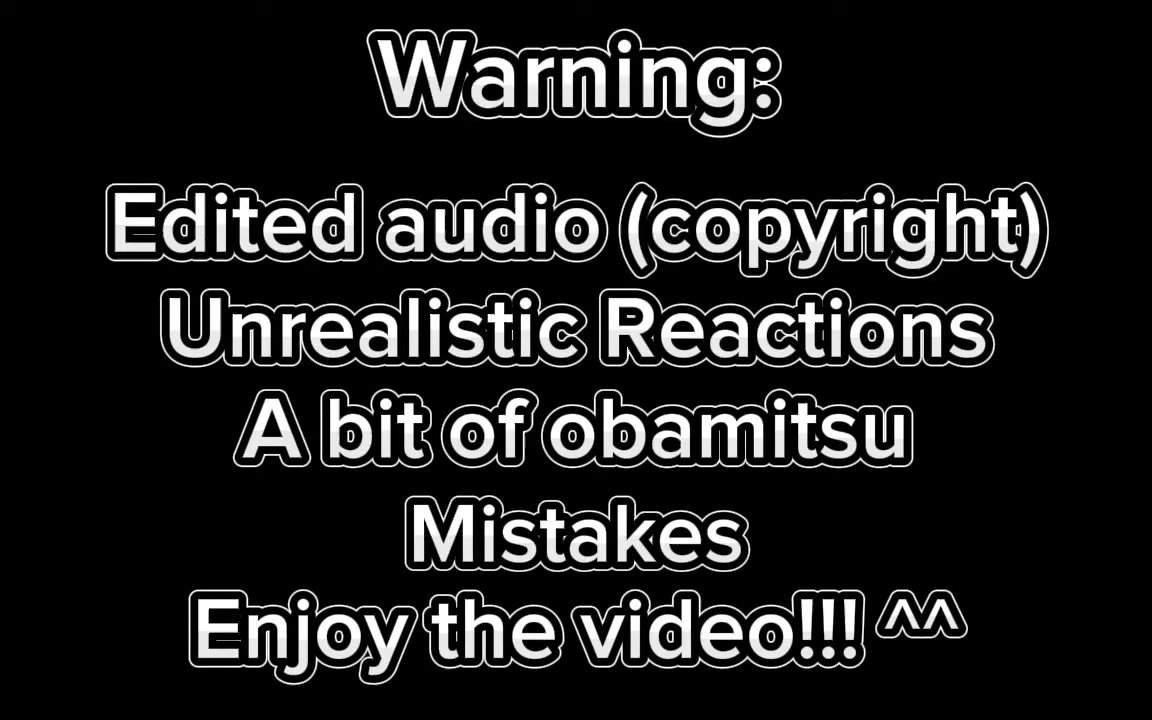 Warning:
Edited audio (copyright)
Unrealistic Reactions
A bit of obamitsu
Mistakes
Enjoy the video!!! ^^